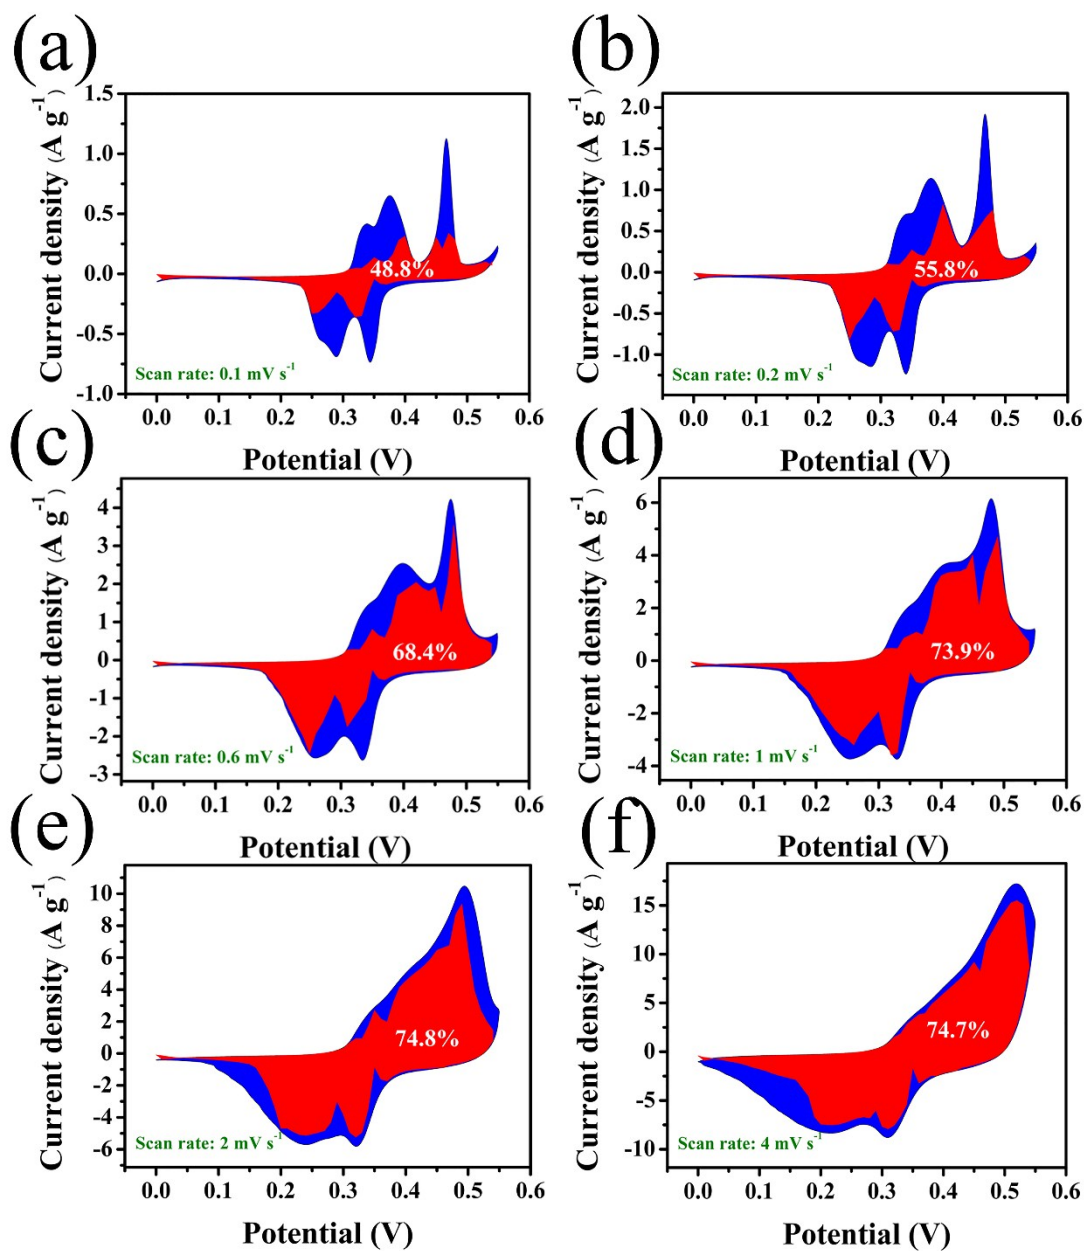 (a)
(b)
Current density (A g-1)
1.5
1.0
0.5
0.0
-0.5
-1.0
48.8%
Scan rate: 0.1 mV s-1
0.0 0.1 0.2 0.3 0.4 0.5 0.6
Potential (V)
Current density (A g-1)
2.0
1.5
1.0
0.5
0.0
-0.5
-1.0
55.8%
Scan rate: 0.2 mV s-1
0.0 0.1 0.2 0.3 0.4 0.5 0.6
Potential (V)
(c)
(d)
Current density (A g-1)
4
3
2
1
0
-1
-2
-3
68.4%
Scan rate: 0.6 mV s-1
0.0 0.1 0.2 0.3 0.4 0.5 0.6
Potential (V)
Current density (A g-1)
6
4
2
0
-2
-4
73.9%
Scan rate: 1 mV s-1
0.0 0.1 0.2 0.3 0.4 0.5 0.6
Potential (V)
(e)
(f)
Current density (A g-1)
10
8
6
4
2
0
-2
-4
-6
74.8%
Scan rate: 2 mV s-1
0.0 0.1 0.2 0.3 0.4 0.5 0.6
Potential (V)
Current density (A g-1)
15
10
5
0
-5
-10
74.7%
Scan rate: 4 mV s-1
0.0 0.1 0.2 0.3 0.4 0.5 0.6
Potential (V)